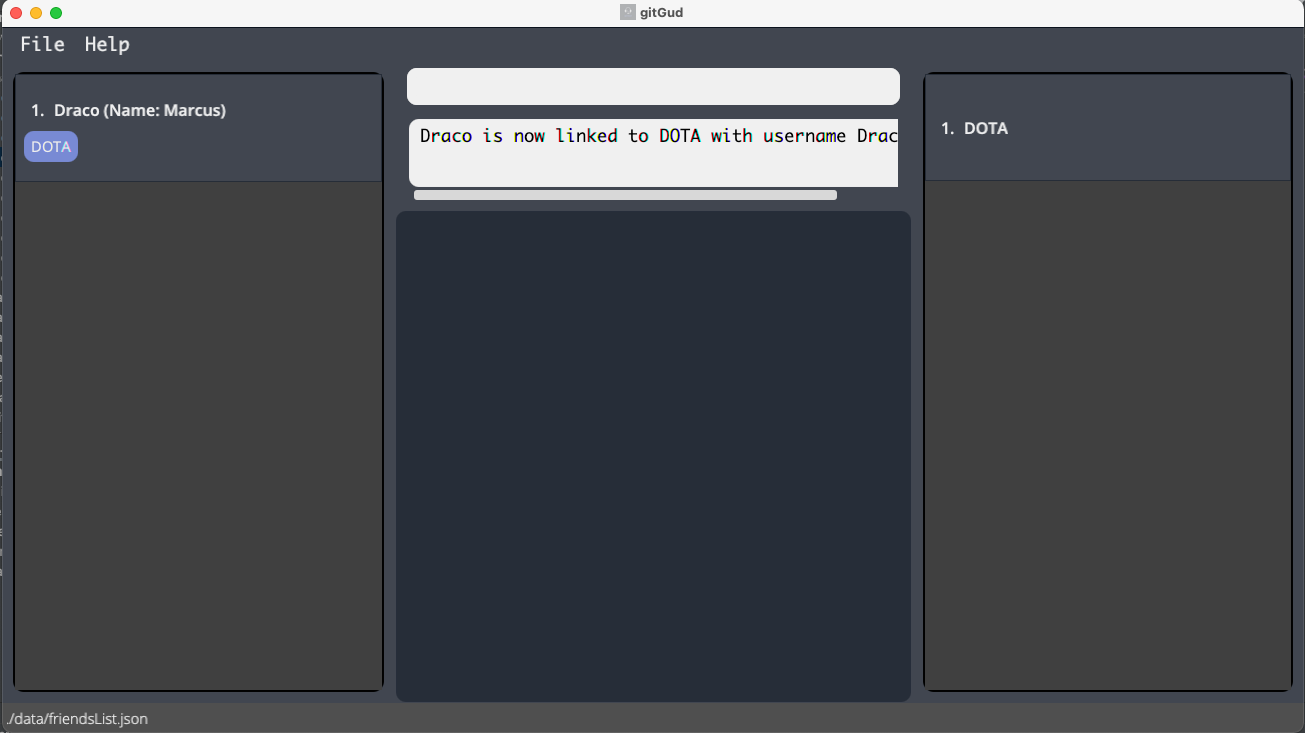 gitGud
File Help
1. Draco (Name: Marcus)
DOTA
Draco is now linked to DOTA with username Drac
1. DOTA
./data/friendsList.json